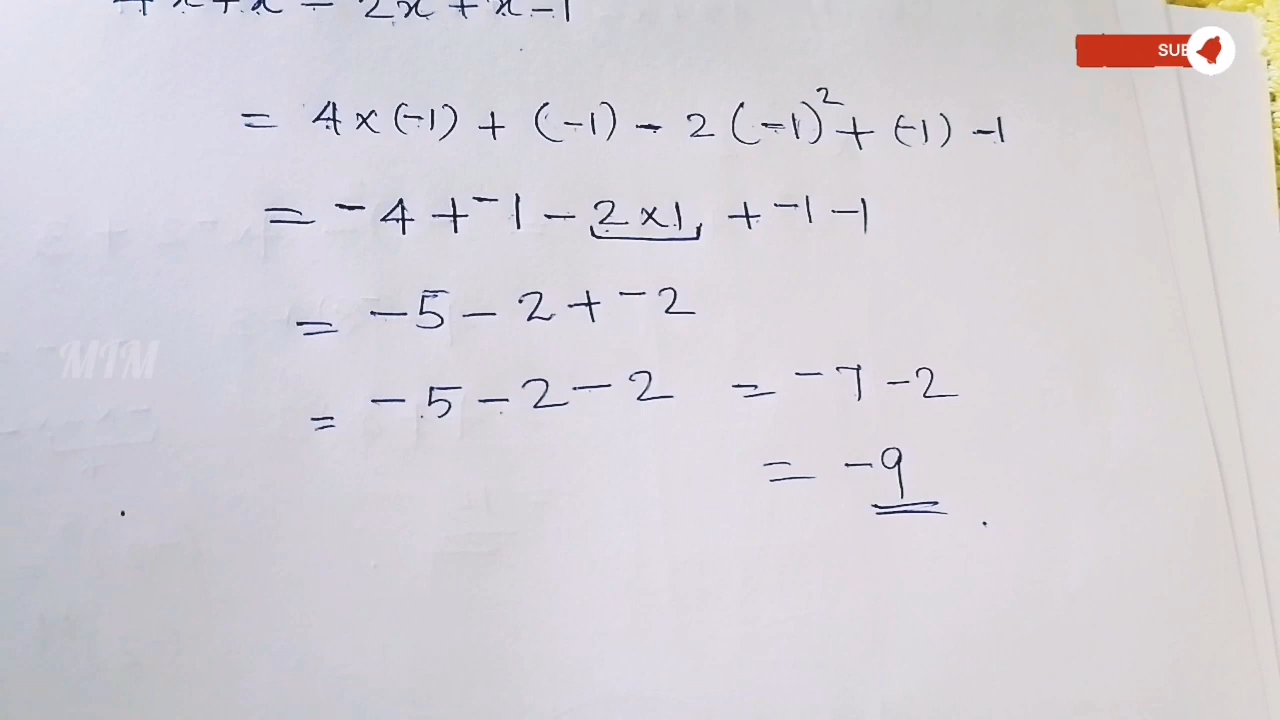 SUB
= 4 × (-1) + (-1) - 2 (-1)² + (-1) - 1
= -4 + -1 - 2 × 1 + -1 - 1
= -5 - 2 + -2
= -5 - 2 - 2 = -7 - 2
= -9
MIM